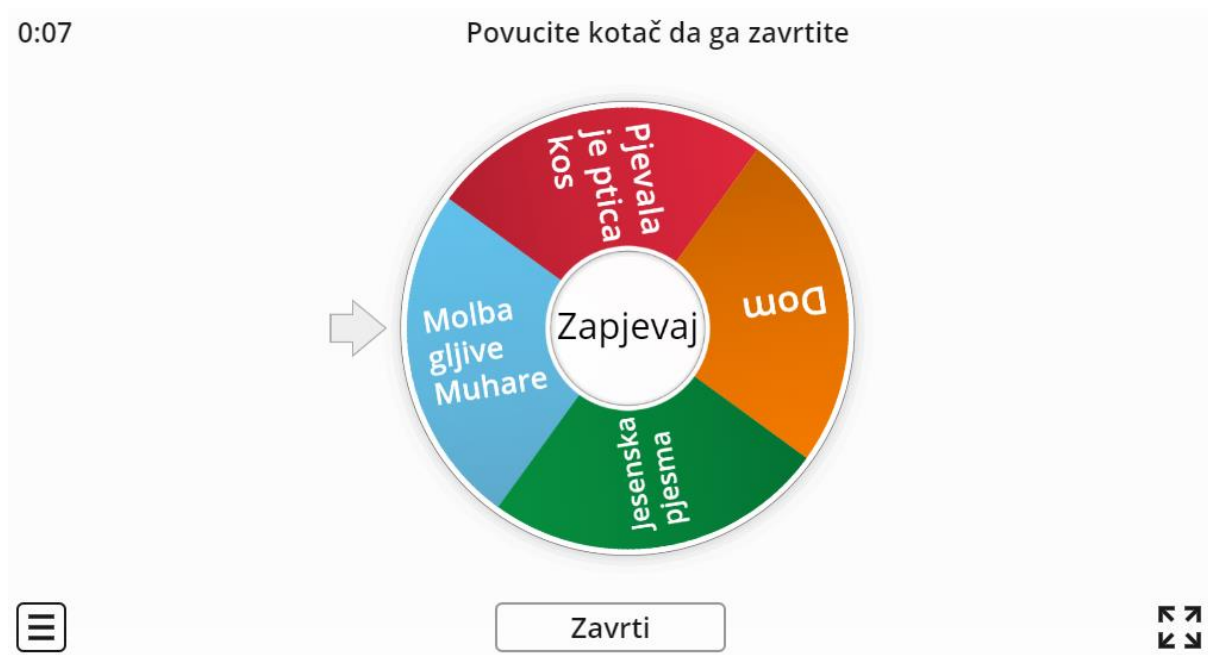 0:07
Povucite kotač da ga zavrtite
Pjevala
je ptica
kos
Dom
Molba
gljive
Muhare
Zapjevaj
Jesenska
pjesma
Zavrti